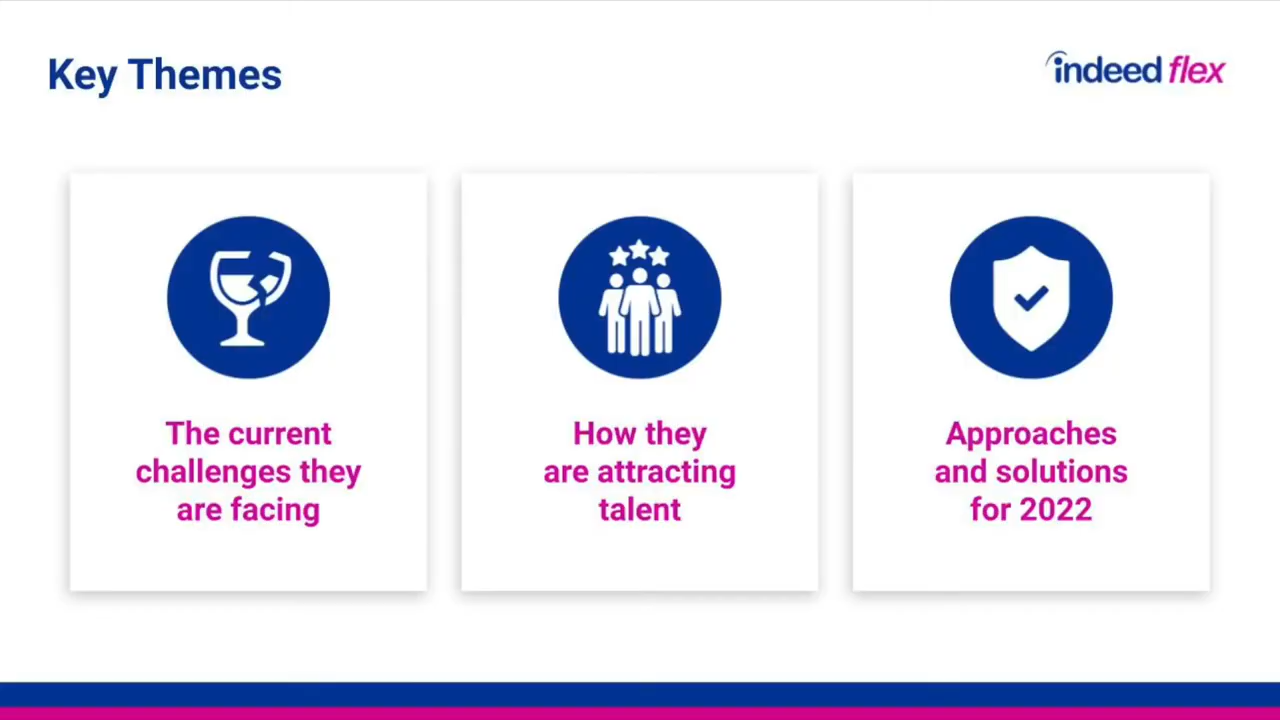 Key Themes
indeed flex
The current
challenges they
are facing
How they
are attracting
talent
Approaches
and solutions
for 2022